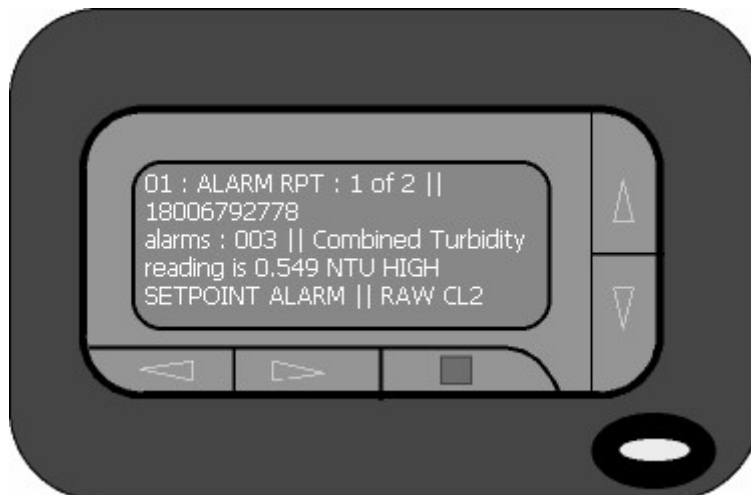 01 : ALARM RPT : 1 of 2 ||
18006792778
alarms : 003 || Combined Turbidity
reading is 0.549 NTU HIGH
SETPOINT ALARM || RAW CL2